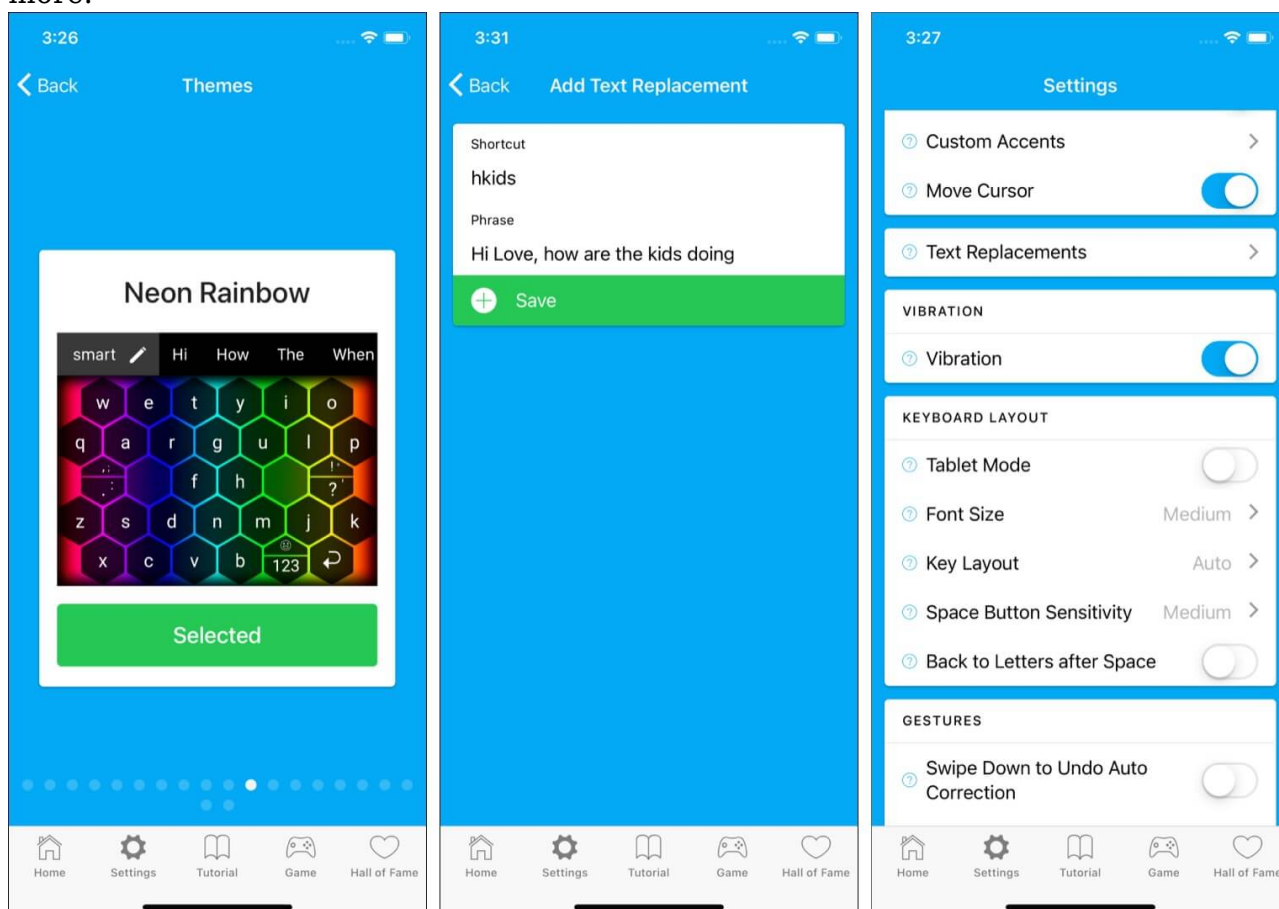 more.
3:26
Back Themes
Neon Rainbow
smart Hi How The When
w e t y i o
q a r g u l p
,; f h !'
.: ?'
z s d n m j k
x c v b 123
Selected
Home Settings Tutorial Game Hall of Fame
3:31
Back Add Text Replacement
Shortcut
hkids
Phrase
Hi Love, how are the kids doing
Save
Home Settings Tutorial Game Hall of Fame
3:27
Settings
Custom Accents
Move Cursor
Text Replacements
VIBRATION
Vibration
KEYBOARD LAYOUT
Tablet Mode
Font Size Medium
Key Layout Auto
Space Button Sensitivity Medium
Back to Letters after Space
GESTURES
Swipe Down to Undo Auto
Correction
Home Settings Tutorial Game Hall of Fame